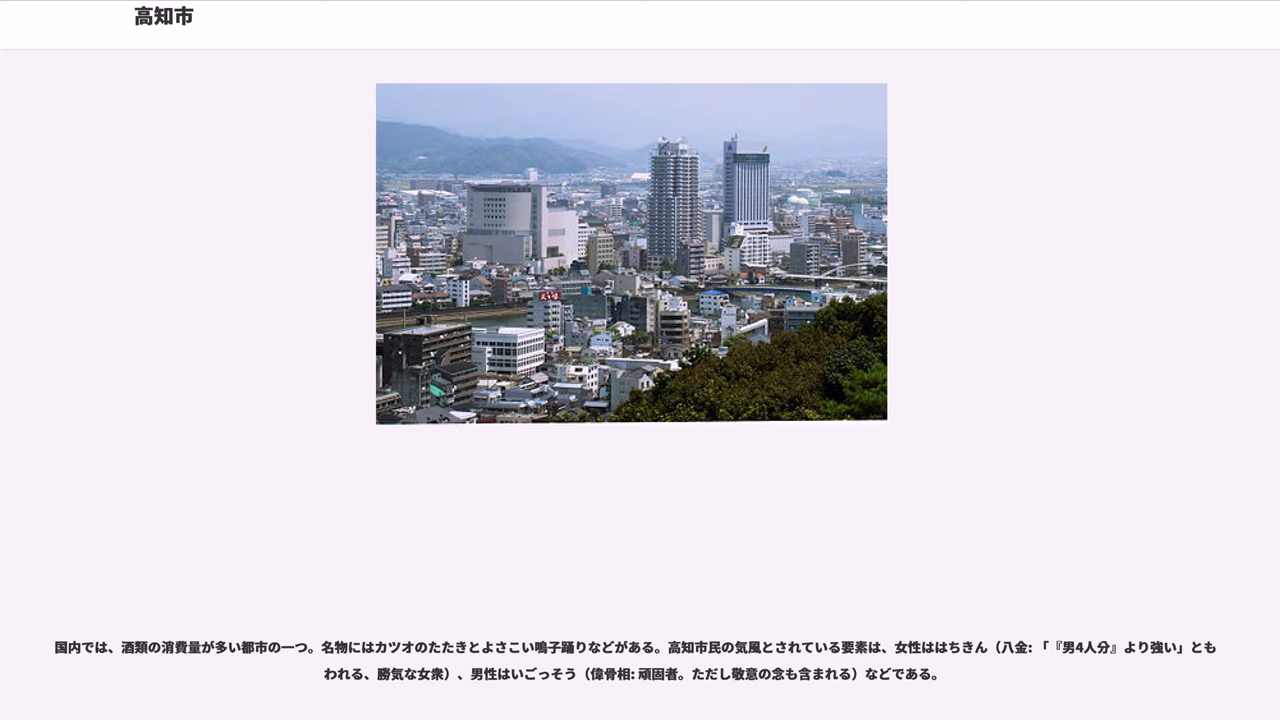 高知市
国内では、酒類の消費量が多い都市の一つ。名物にはカツオのたたきとよさこい鳴子踊りなどがある。高知市民の気風とされている要素は、女性ははちきん（八金: 「『男4人分』より強い」とも
われる、勝気な女衆）、男性はいごっそう（偉骨相: 頑固者。ただし敬意の念も含まれる）などである。